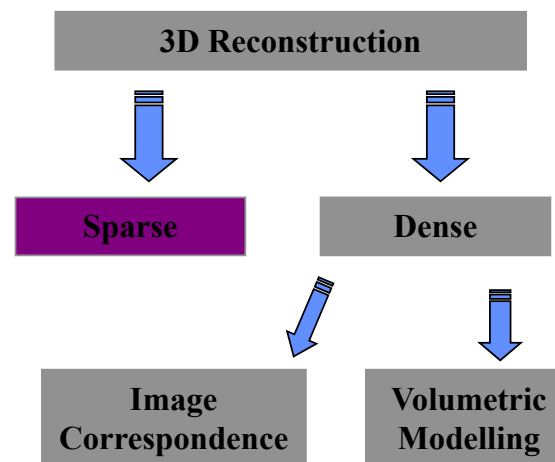 3D Reconstruction
Sparse
Dense
Image
Correspondence
Volumetric
Modelling